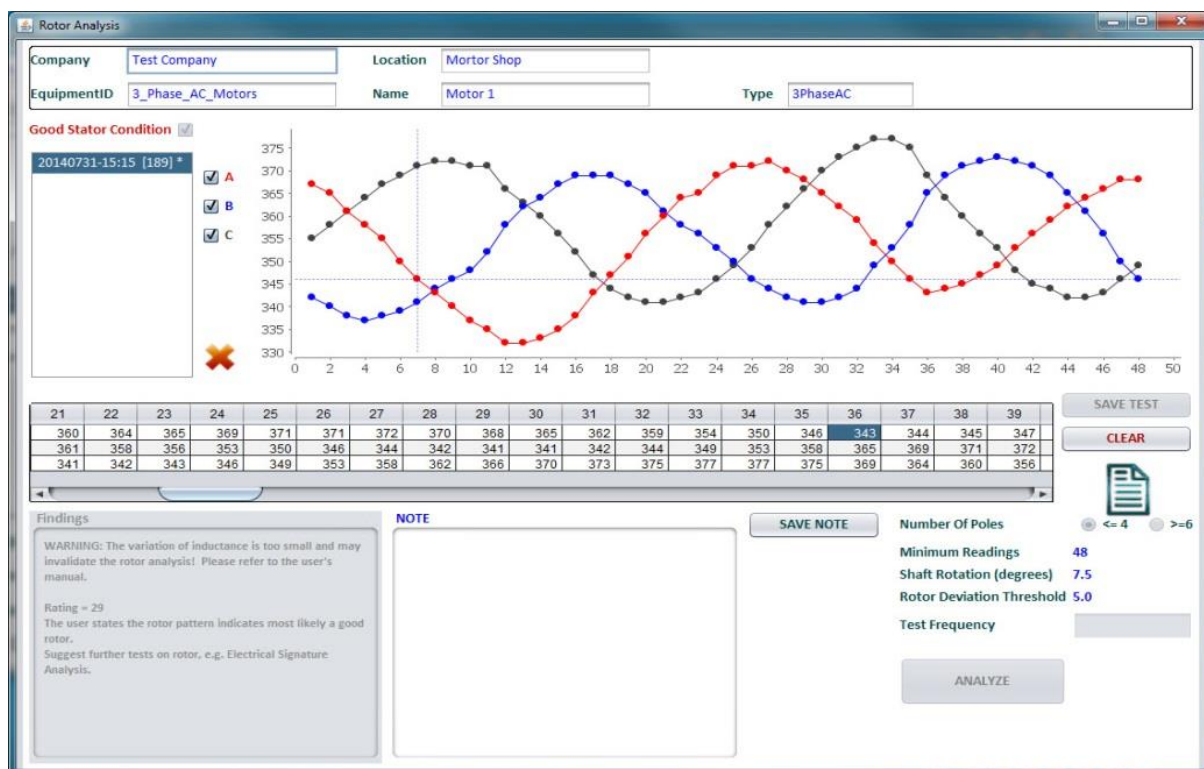 Rotor Analysis
Company Test Company Location Mortor Shop
EquipmentID 3_Phase_AC_Motors Name Motor 1 Type 3PhaseAC
Good Stator Condition
20140731-15:15 [189] *
A
B
C
375
370
365
360
355
350
345
340
335
330
0 2 4 6 8 10 12 14 16 18 20 22 24 26 28 30 32 34 36 38 40 42 44 46 48 50
21 22 23 24 25 26 27 28 29 30 31 32 33 34 35 36 37 38 39
360 364 365 369 371 371 372 370 368 365 362 359 354 350 346 343 344 345 347
361 358 356 353 350 346 344 342 341 341 342 344 349 353 358 365 369 371 372
341 342 343 346 349 353 358 362 366 370 373 375 377 377 375 369 364 360 356
SAVE TEST
CLEAR
Findings
WARNING: The variation of inductance is too small and may
invalidate the rotor analysis! Please refer to the user's
manual.
Rating = 29
The user states the rotor pattern indicates most likely a good
rotor.
Suggest further tests on rotor, e.g. Electrical Signature
Analysis.
NOTE
SAVE NOTE
Number Of Poles <= 4 >=6
Minimum Readings 48
Shaft Rotation (degrees) 7.5
Rotor Deviation Threshold 5.0
Test Frequency
ANALYZE